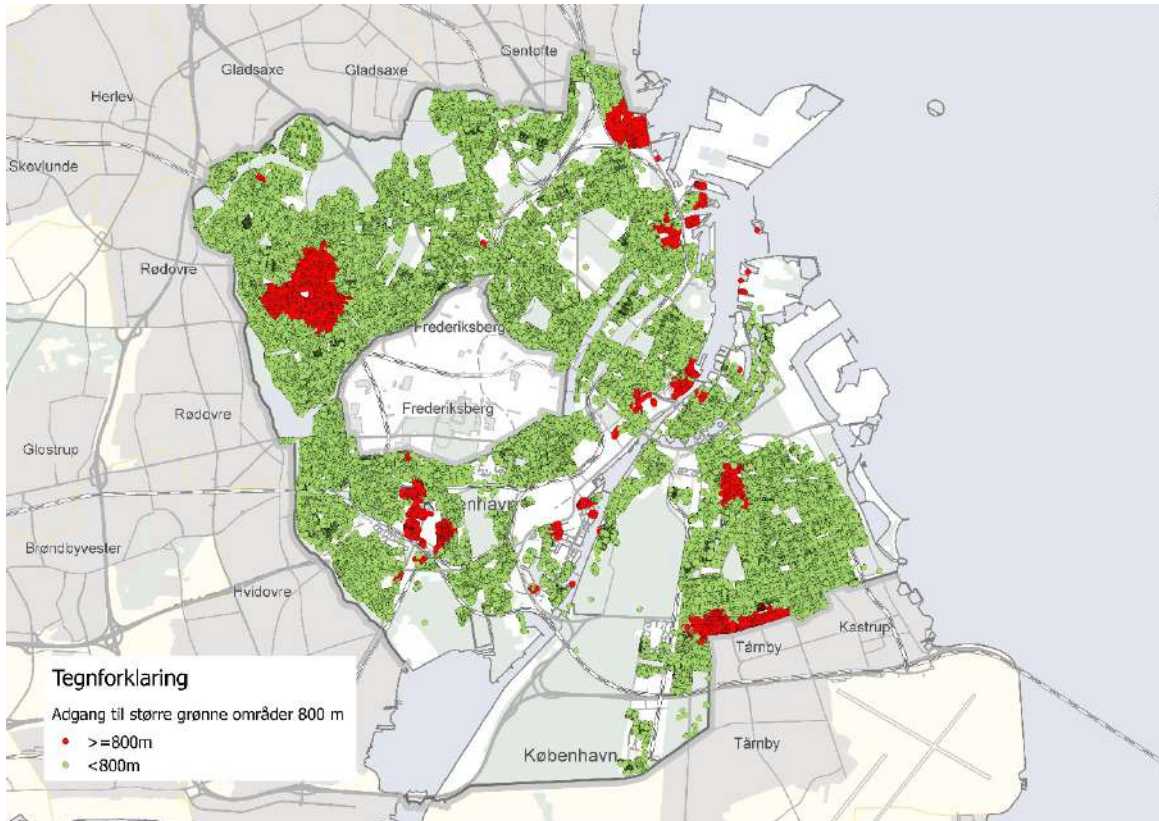 Gentofte
Gladsaxe
Gladsaxe
Herlev
Skovlunde
Rødovre
Frederiksberg
Frederiksberg
Rødovre
Glostrup
Brøndbyvester
Hvidovre
Kastrup
Tårnby
Tårnby
København
Tegnforklaring
Adgang til større grønne områder 800 m
>=800m
<800m